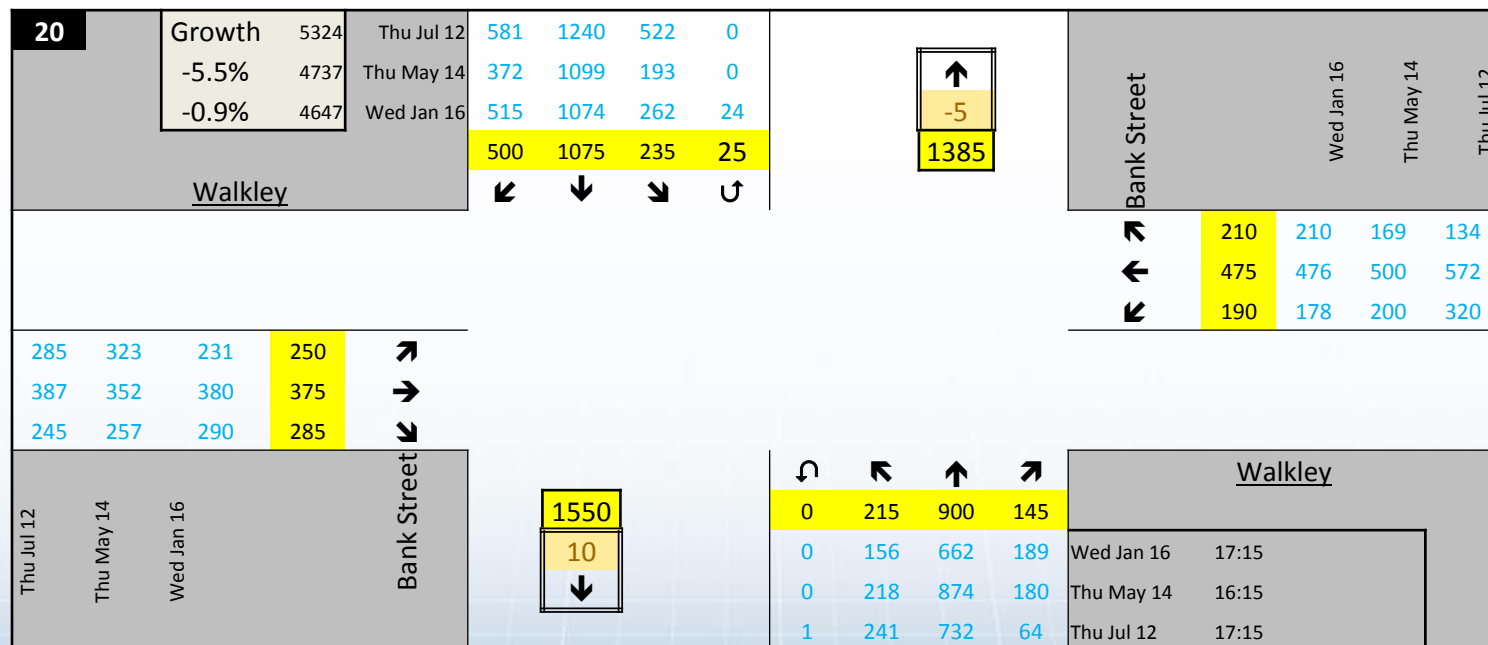 20 Growth 5324 Thu Jul 12 581 1240 522 0
-5.5% 4737 Thu May 14 372 1099 193 0
-0.9% 4647 Wed Jan 16 515 1074 262 24
500 1075 235 25
Walkley
↙ ↓ ↘ ⮍
↑
-5
1385
Bank Street
Wed Jan 16
Thu May 14
Thu Jul 12
↖ 210 210 169 134
← 475 476 500 572
↙ 190 178 200 320
285 323 231 250 ↗
387 352 380 375 →
245 257 290 285 ↘
Thu Jul 12
Thu May 14
Wed Jan 16
Bank Street
1550
10
↓
⮏ ↖ ↑ ↗
Walkley
0 215 900 145
0 156 662 189 Wed Jan 16 17:15
0 218 874 180 Thu May 14 16:15
1 241 732 64 Thu Jul 12 17:15